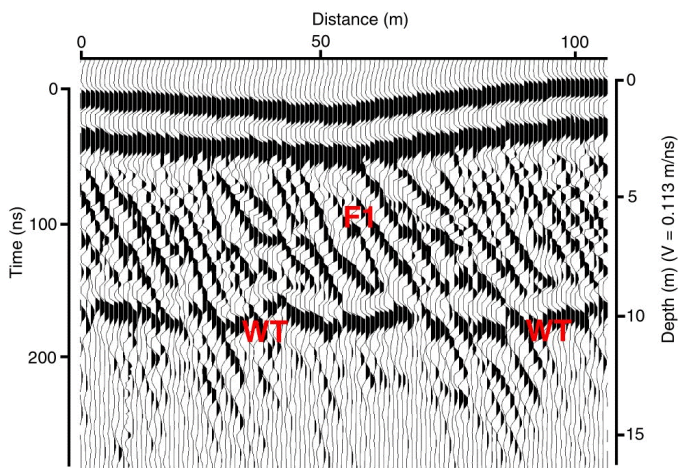 Distance (m)
0 50 100
0
100
200
Time (ns)
0
5
10
15
Depth (m) (V = 0.113 m/ns)
F1
WT
WT